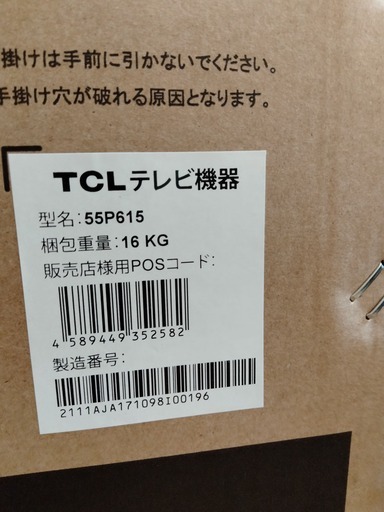 掛けは手前に引かないでください。
手掛け穴が破れる原因となります。
TCLテレビ機器
型名:55P615
梱包重量:16 KG
販売店様用POSコード:
4 589449 352582
製造番号:
2111AJA171098I00196